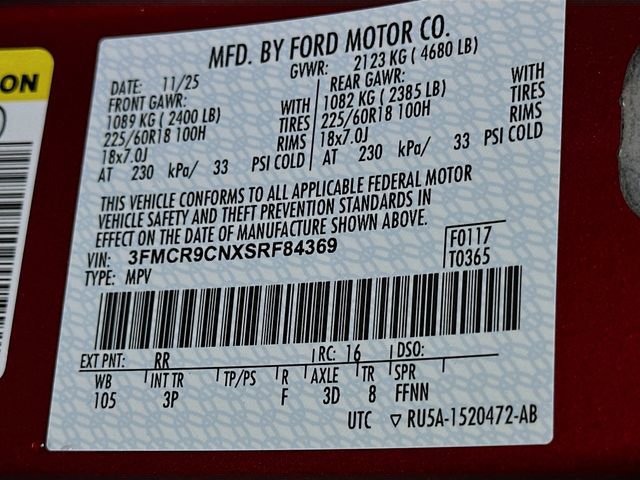 ON
MFD. BY FORD MOTOR CO.
DATE: 11/25 GVWR: 2123 KG ( 4680 LB)
FRONT GAWR: REAR GAWR:
1089 KG ( 2400 LB) WITH 1082 KG ( 2385 LB) WITH
225/60R18 100H TIRES 225/60R18 100H TIRES
18x7.0J RIMS 18x7.0J RIMS
AT 230 kPa/ 33 PSI COLD AT 230 kPa/ 33 PSI COLD
THIS VEHICLE CONFORMS TO ALL APPLICABLE FEDERAL MOTOR
VEHICLE SAFETY AND THEFT PREVENTION STANDARDS IN
EFFECT ON THE DATE OF MANUFACTURE SHOWN ABOVE.
VIN: 3FMCR9CNXSRF84369 F0117
TYPE: MPV T0365
EXT PNT: RR RC: 16 DSO:
WB INT TR TP/PS R AXLE TR SPR
105 3P F 3D 8 FFNN
UTC ▽ RU5A-1520472-AB